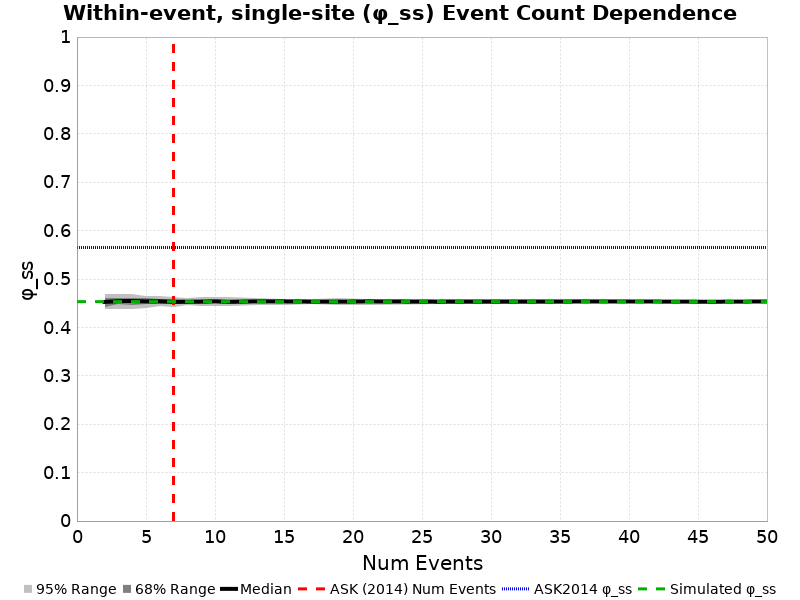 Within-event, single-site (φ_ss) Event Count Dependence
1
0.9
0.8
0.7
0.6
0.5
0.4
0.3
0.2
0.1
0
φ_ss
0 5 10 15 20 25 30 35 40 45 50
Num Events
95% Range 68% Range Median ASK (2014) Num Events ASK2014 φ_ss Simulated φ_ss